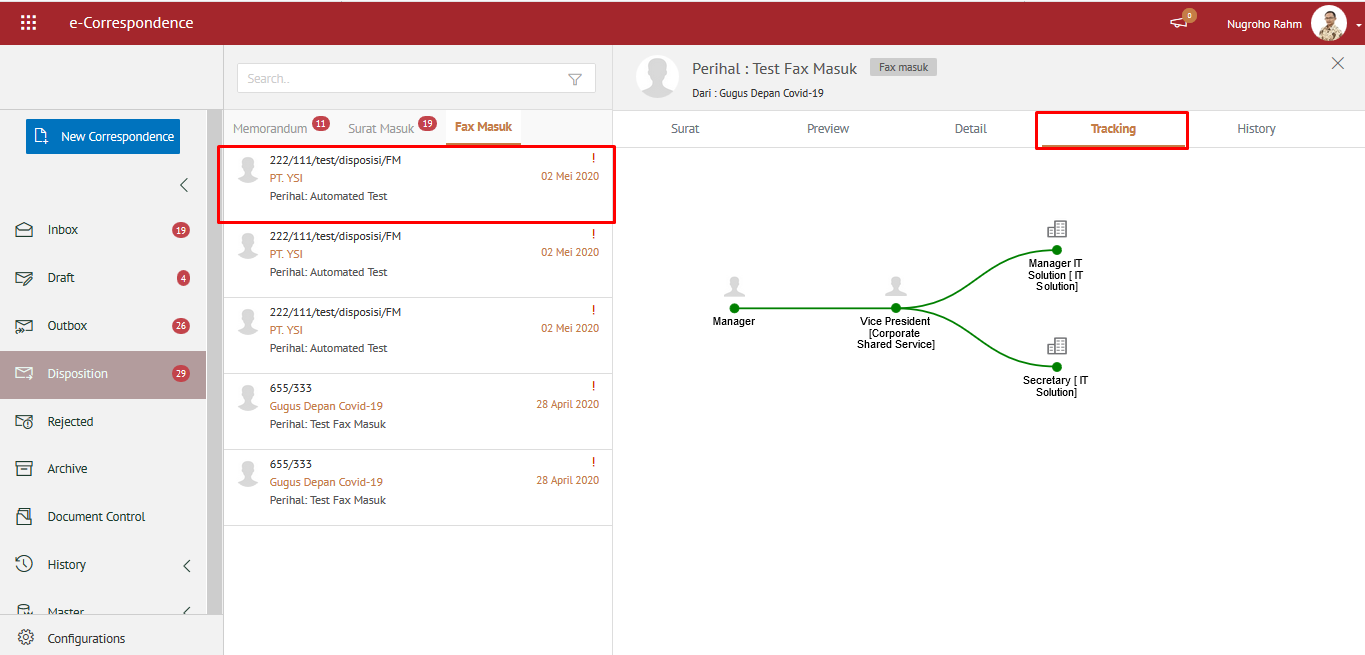 e-Correspondence
0
Nugroho Rahm
New Correspondence
Inbox
19
Draft
4
Outbox
26
Disposition
29
Rejected
Archive
Document Control
History
Master
Configurations
Search..
Memorandum
11
Surat Masuk
19
Fax Masuk
222/111/test/disposisi/FM
!
PT. YSI
02 Mei 2020
Perihal: Automated Test
222/111/test/disposisi/FM
!
PT. YSI
02 Mei 2020
Perihal: Automated Test
222/111/test/disposisi/FM
!
PT. YSI
02 Mei 2020
Perihal: Automated Test
655/333
!
Gugus Depan Covid-19
28 April 2020
Perihal: Test Fax Masuk
655/333
!
Gugus Depan Covid-19
28 April 2020
Perihal: Test Fax Masuk
Perihal : Test Fax Masuk
Fax masuk
Dari : Gugus Depan Covid-19
Surat
Preview
Detail
Tracking
History
Manager
Vice President
[Corporate
Shared Service]
Manager IT
Solution [ IT
Solution]
Secretary [ IT
Solution]